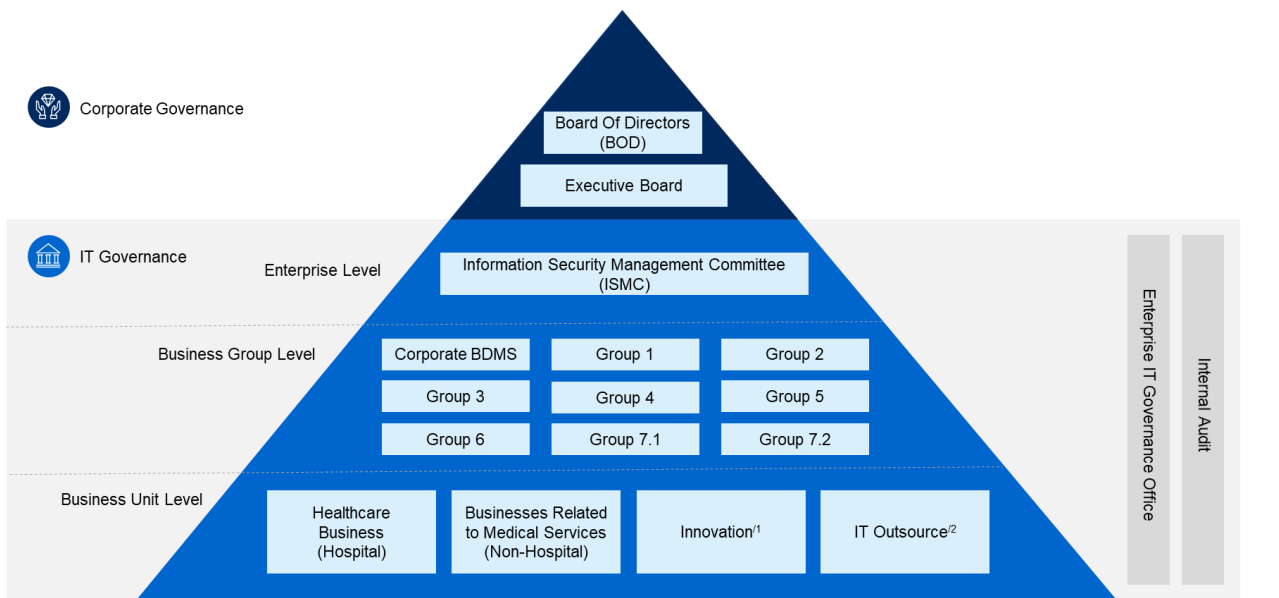 Corporate Governance
Board Of Directors
(BOD)
Executive Board
IT Governance
Enterprise Level
Information Security Management Committee
(ISMC)
Business Group Level
Corporate BDMS
Group 1
Group 2
Group 3
Group 4
Group 5
Group 6
Group 7.1
Group 7.2
Business Unit Level
Healthcare
Business
(Hospital)
Businesses Related
to Medical Services
(Non-Hospital)
Innovation/1
IT Outsource/2
Enterprise IT Governance Office
Internal Audit